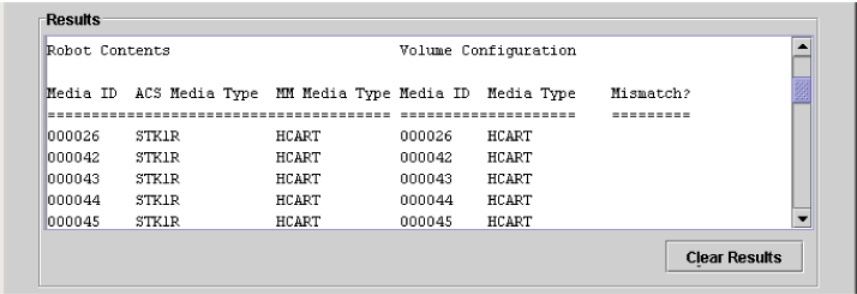 Results
Robot Contents Volume Configuration
Media ID ACS Media Type MM Media Type Media ID Media Type Mismatch?
======================================= ==================== =========
000026 STK1R HCART 000026 HCART
000042 STK1R HCART 000042 HCART
000043 STK1R HCART 000043 HCART
000044 STK1R HCART 000044 HCART
000045 STK1R HCART 000045 HCART
Clear Results